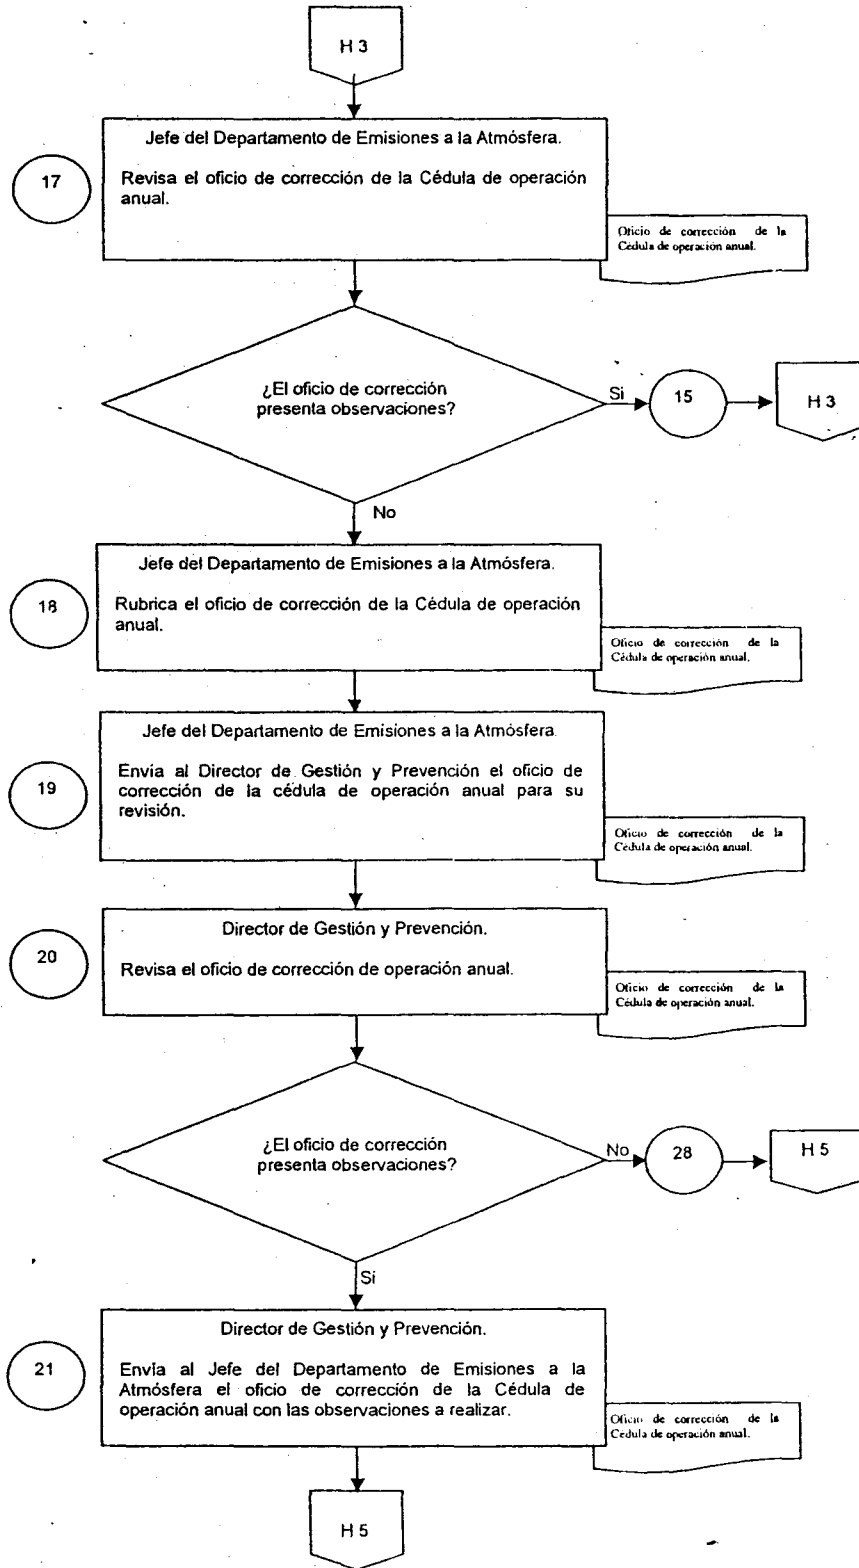 H 3
Jefe del Departamento de Emisiones a la Atmósfera.
17
Revisa el oficio de corrección de la Cédula de operación
anual.
Oficio de corrección de la
Cédula de operación anual.
¿El oficio de corrección
presenta observaciones?
Si
15
H 3
No
Jefe del Departamento de Emisiones a la Atmósfera.
18
Rubrica el oficio de corrección de la Cédula de operación
anual.
Oficio de corrección de la
Cédula de operación anual.
Jefe del Departamento de Emisiones a la Atmósfera.
19
Envia al Director de Gestión y Prevención el oficio de
corrección de la cédula de operación anual para su
revisión.
Oficio de corrección de la
Cédula de operación anual.
Director de Gestión y Prevención.
20
Revisa el oficio de corrección de operación anual.
Oficio de corrección de la
Cédula de operación anual.
¿El oficio de corrección
presenta observaciones?
No
28
H 5
Sí
Director de Gestión y Prevención.
21
Envía al Jefe del Departamento de Emisiones a la
Atmósfera el oficio de corrección de la Cédula de
operación anual con las observaciones a realizar.
Oficio de corrección de la
Cédula de operación anual.
H 5